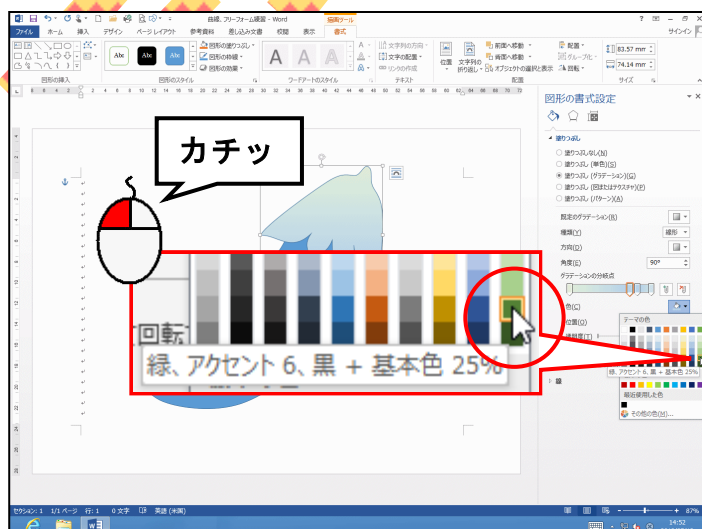 曲線、フリーフォーム練習 - Word
描画ツール
ファイル ホーム 挿入 デザイン ページ レイアウト 参考資料 差し込み文書 校閲 表示 書式 サインイン
図形の塗りつぶし
図形の枠線
図形の効果
Abc Abc Abc
文字列の方向
文字の配置
リンクの作成
位置 文字列の折り返し
前面へ移動
背面へ移動
オブジェクトの選択と表示
配置
グループ化
回転
83.57 mm
74.14 mm
図形の挿入 図形のスタイル ワードアートのスタイル テキスト 配置 サイズ
図形の書式設定
塗りつぶし
塗りつぶしなし(N)
塗りつぶし (単色)(S)
塗りつぶし (グラデーション)(G)
塗りつぶし (図またはテクスチャ)(P)
塗りつぶし (パターン)(A)
既定のグラデーション(R)
種類(Y) 線形
方向(D)
角度(E) 90°
グラデーションの分岐点
色(C)
位置(O)
透明度(T)
テーマの色
緑、アクセント 6、黒 + 基本色 25%
最近使用した色
その他の色(M)...
線
カチッ
回転
緑、アクセント 6、黒 + 基本色 25%
セクション: 1 1/1 ページ 行: 1 0 文字 英語 (米国) 87%
14:52